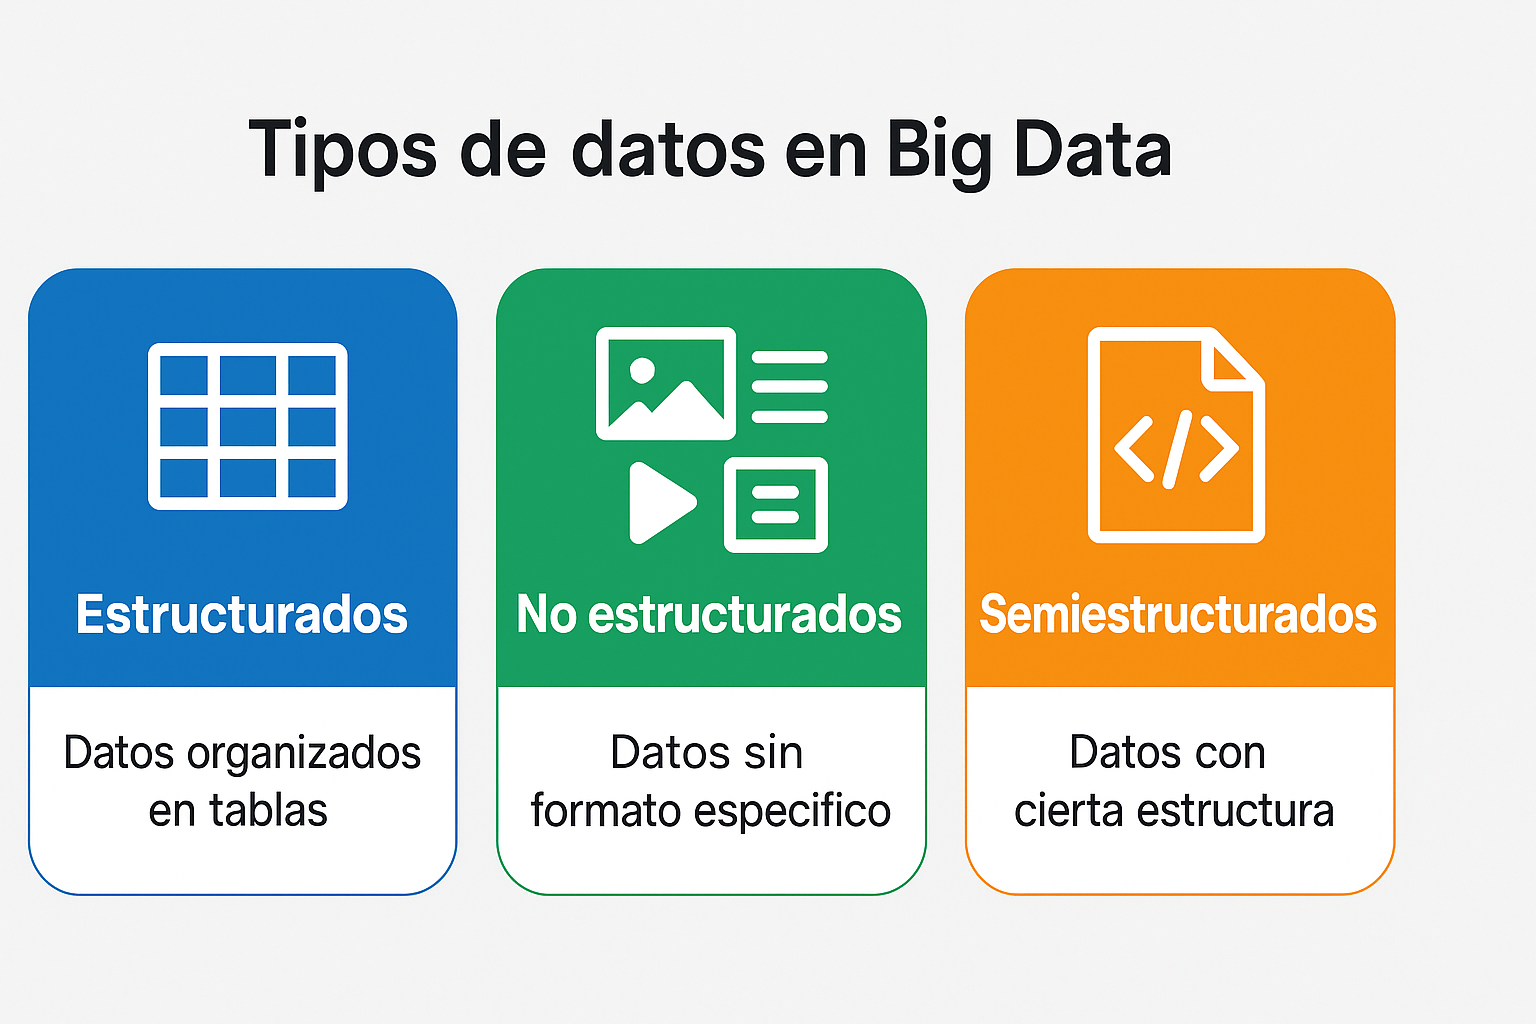 Tipos de datos en Big Data
Estructurados
Datos organizados
en tablas
No estructurados
Datos sin
formato especifico
Semiestructurados
Datos con
cierta estructura